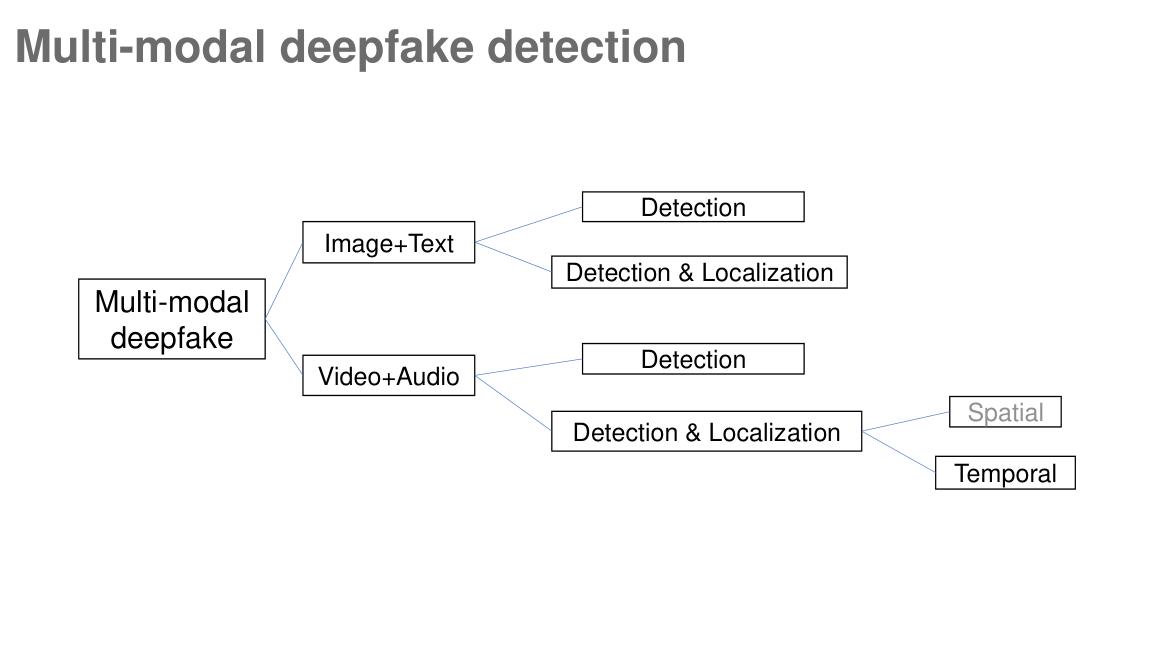 Multi-modal deepfake detection
Detection
Image+Text
Detection & Localization
Multi-modal
deepfake
Detection
Video+Audio
Spatial
Detection & Localization
Temporal